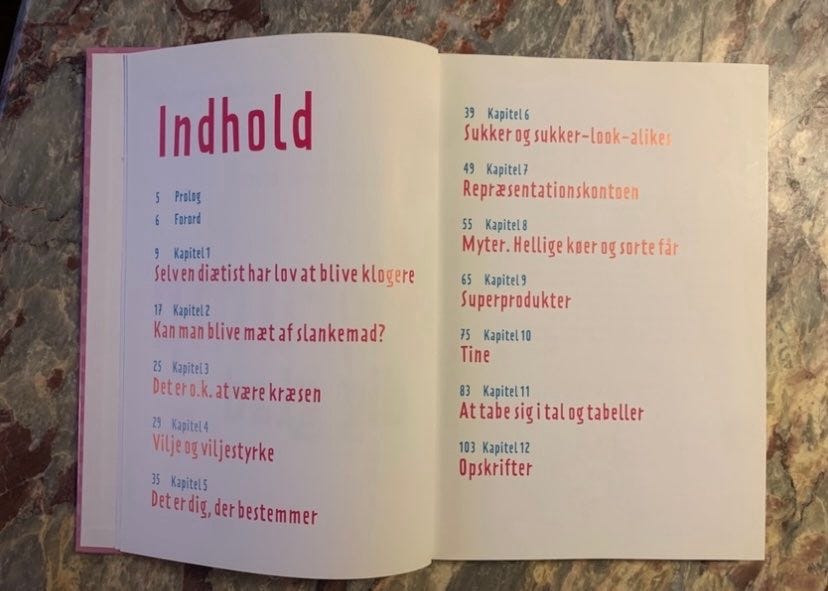 Indhold
5 Prolog
6 Forord
9 Kapitel 1
Selv en diætist har lov at blive klogere
17 Kapitel 2
Kan man blive mæt af slankemad?
25 Kapitel 3
Det er o.k. at være kræsen
29 Kapitel 4
Vilje og viljestyrke
35 Kapitel 5
Det er dig, der bestemmer
39 Kapitel 6
Sukker og sukker-look-alikes
49 Kapitel 7
Repræsentationskontoen
55 Kapitel 8
Myter. Hellige køer og sorte får
65 Kapitel 9
Superprodukter
75 Kapitel 10
Tine
83 Kapitel 11
At tabe sig i tal og tabeller
103 Kapitel 12
Opskrifter